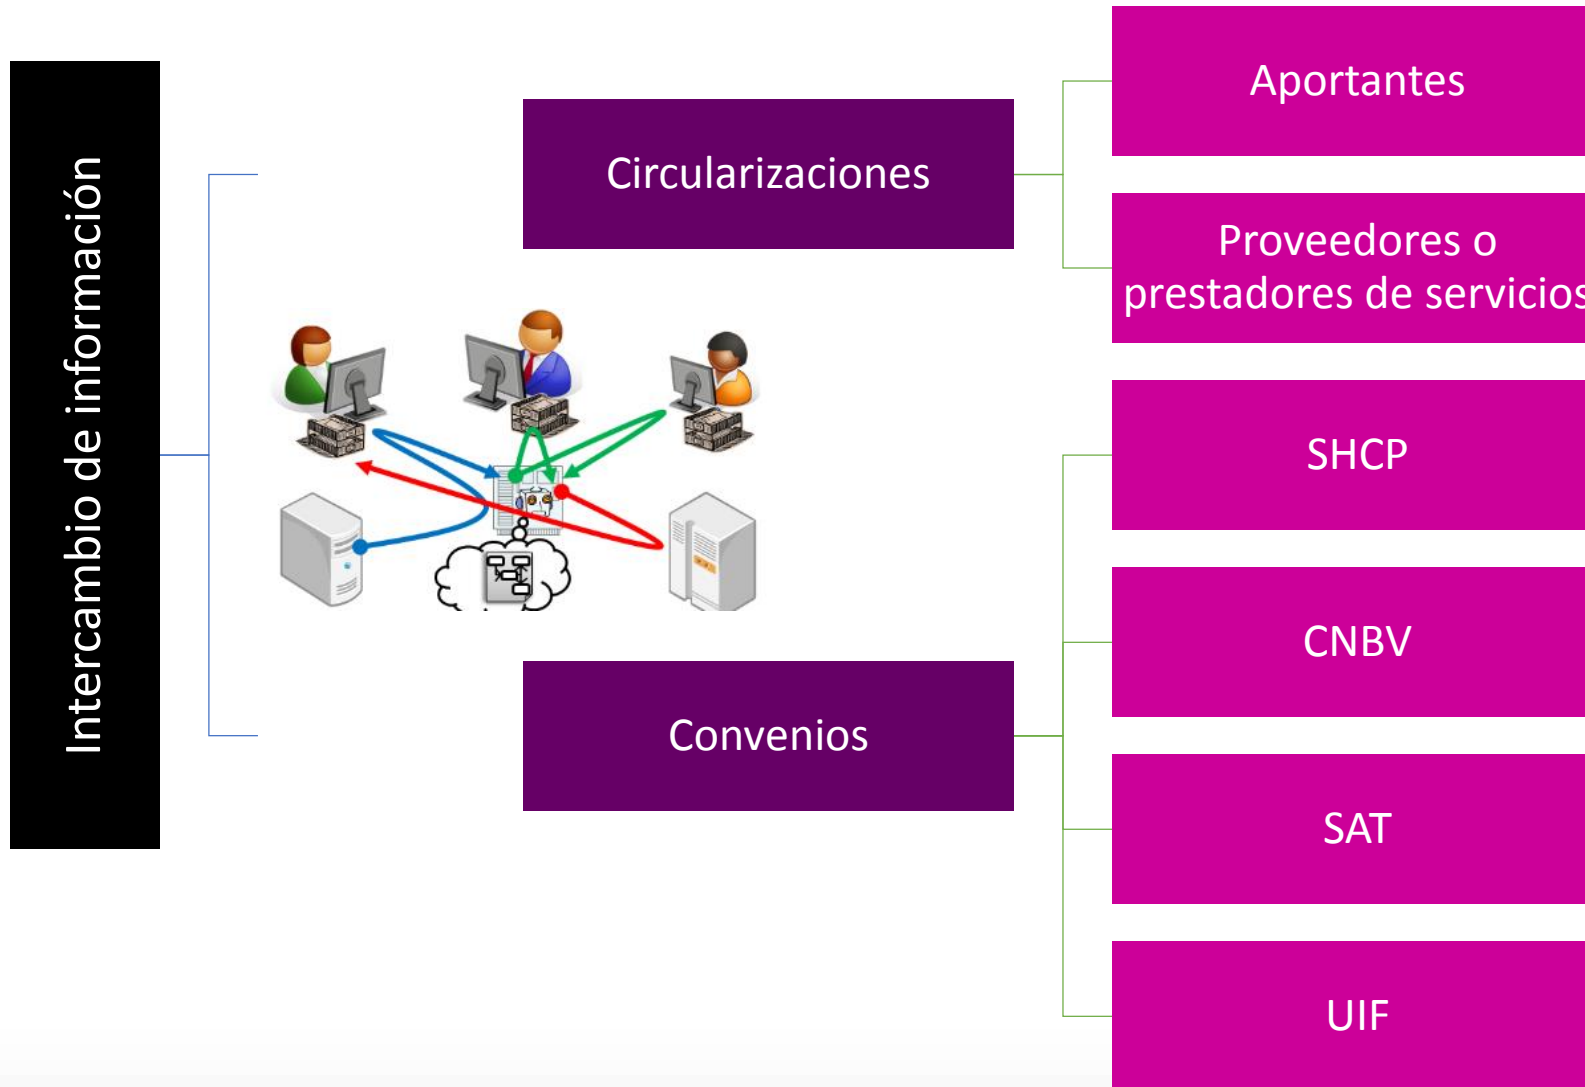 Intercambio de información
Circularizaciones
Aportantes
Proveedores o
prestadores de servicios
Convenios
SHCP
CNBV
SAT
UIF